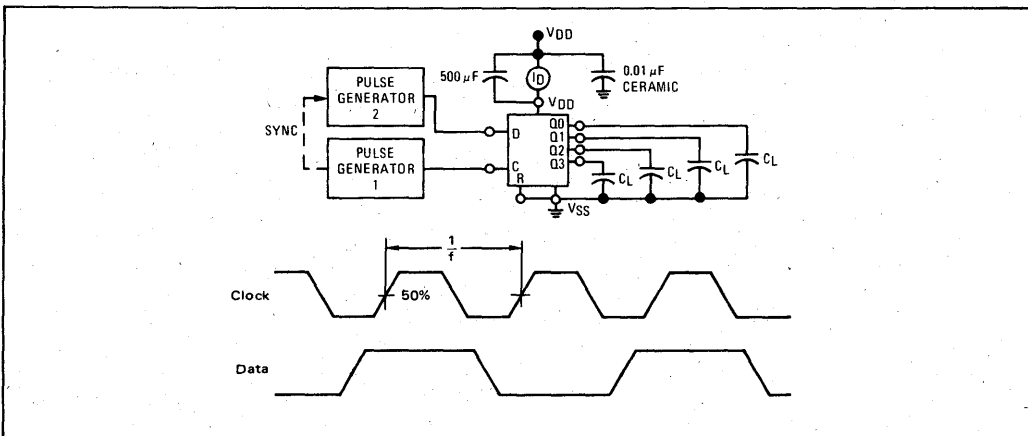 VDD
500 μF
ID
0.01 μF
CERAMIC
PULSE
GENERATOR
2
VDD
SYNC
D
Q0
Q1
Q2
Q3
PULSE
GENERATOR
1
C
R
CL
CL
CL
CL
VSS
1
f
Clock
50%
Data